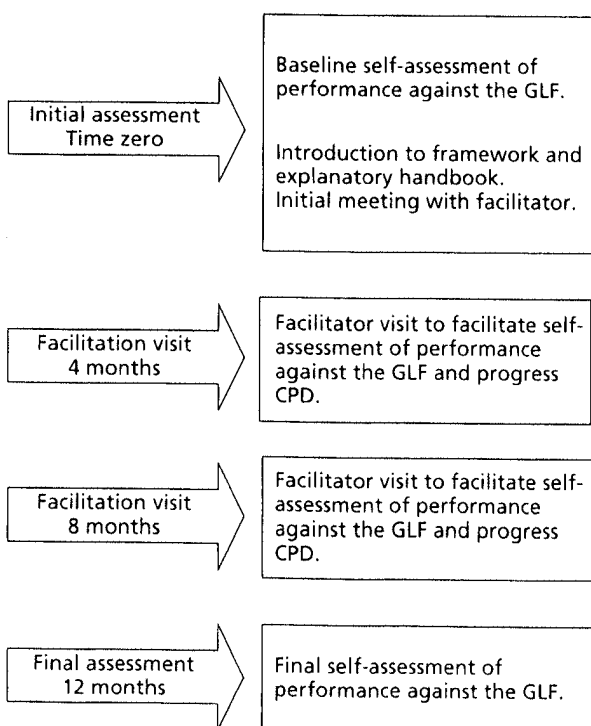 Initial assessment
Time zero
Baseline self-assessment of
performance against the GLF.
Introduction to framework and
explanatory handbook.
Initial meeting with facilitator.
Facilitation visit
4 months
Facilitator visit to facilitate self-
assessment of performance
against the GLF and progress
CPD.
Facilitation visit
8 months
Facilitator visit to facilitate self-
assessment of performance
against the GLF and progress
CPD.
Final assessment
12 months
Final self-assessment of
performance against the GLF.